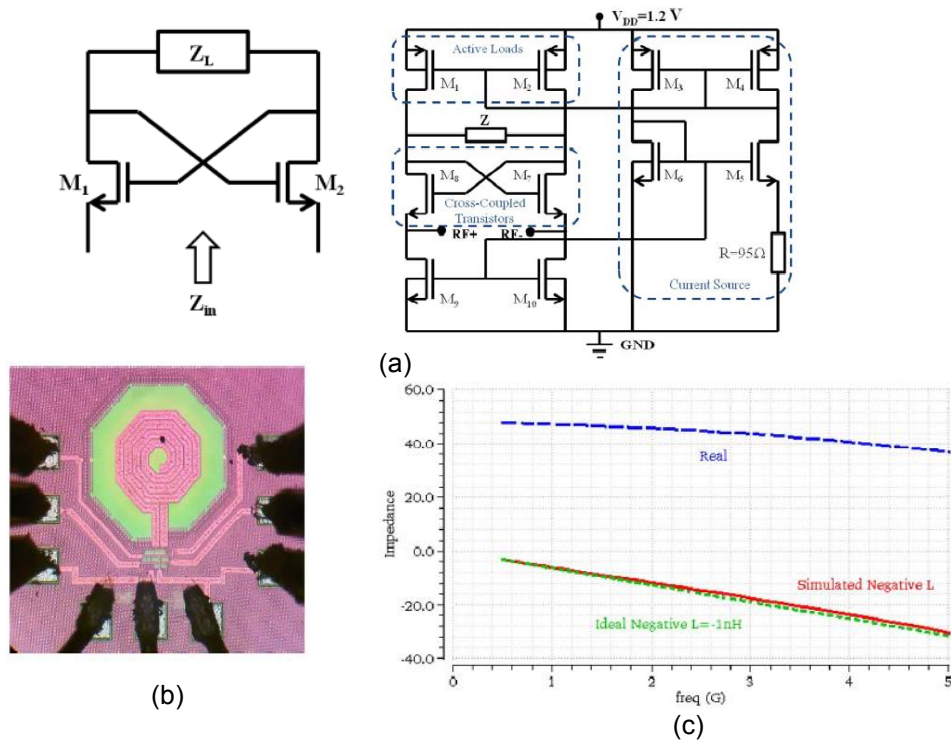 Z_L
M_1
M_2
Z_in
V_DD=1.2 V
Active Loads
M_1
M_2
M_3
M_4
Z
M_8
M_7
M_6
M_5
Cross-Coupled
Transistors
RF+
RF-
R=95Ω
M_9
M_10
Current Source
GND
(a)
(b)
60.0
40.0
20.0
0.0
-20.0
-40.0
Impedance
Real
Simulated Negative L
Ideal Negative L=-1nH
0
1
2
3
4
5
freq (G)
(c)